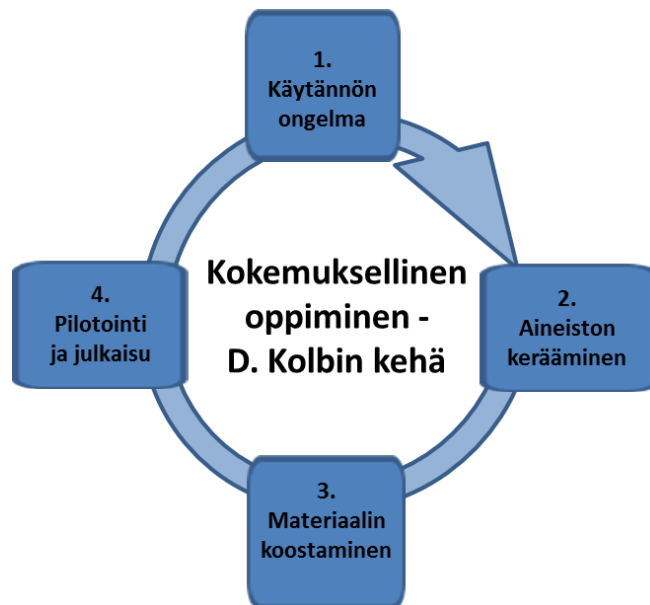 1.
Käytännön
ongelma
Kokemuksellinen
oppiminen -
D. Kolbin kehä
2.
Aineiston
kerääminen
3.
Materiaalin
koostaminen
4.
Pilotointi
ja julkaisu